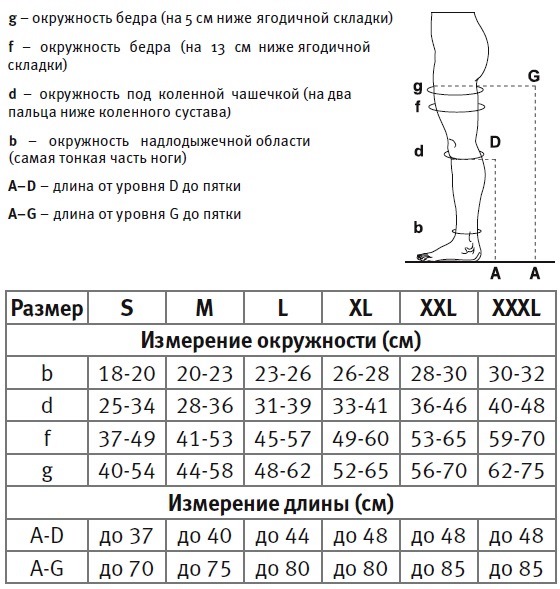 g – окружность бедра (на 5 см ниже ягодичной складки)
f – окружность бедра (на 13 см ниже ягодичной
складки)
d – окружность под коленной чашечкой (на два
пальца ниже коленного сустава)
b – окружность надлодыжечной области
(самая тонкая часть ноги)
A–D – длина от уровня D до пятки
A–G – длина от уровня G до пятки
g G
f
d D
b
A A
Размер S M L XL XXL XXXL
Измерение окружности (см)
b 18-20 20-23 23-26 26-28 28-30 30-32
d 25-34 28-36 31-39 33-41 36-46 40-48
f 37-49 41-53 45-57 49-60 53-65 59-70
g 40-54 44-58 48-62 52-65 56-70 62-75
Измерение длины (см)
A-D до 37 до 40 до 44 до 48 до 48 до 48
A-G до 70 до 75 до 80 до 80 до 85 до 85